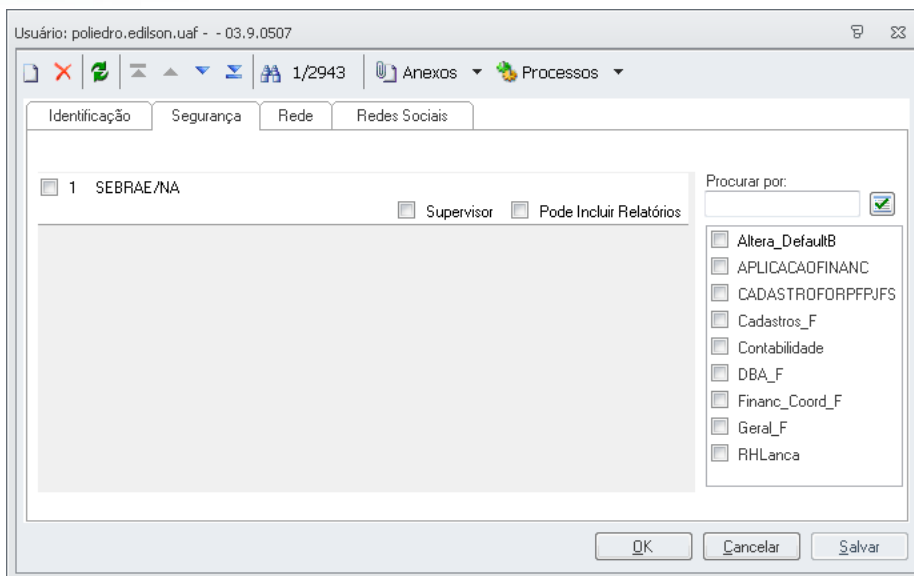 Usuário: poliedro.edilson.uaf - - 03.9.0507
1/2943 Anexos Processos
Identificação Segurança Rede Redes Sociais
1 SEBRAE/NA
Supervisor Pode Incluir Relatórios
Procurar por:
Altera_DefaultB
APLICACAOFINANC
CADASTROFORPFPJFS
Cadastros_F
Contabilidade
DBA_F
Financ_Coord_F
Geral_F
RHLanca
OK Cancelar Salvar